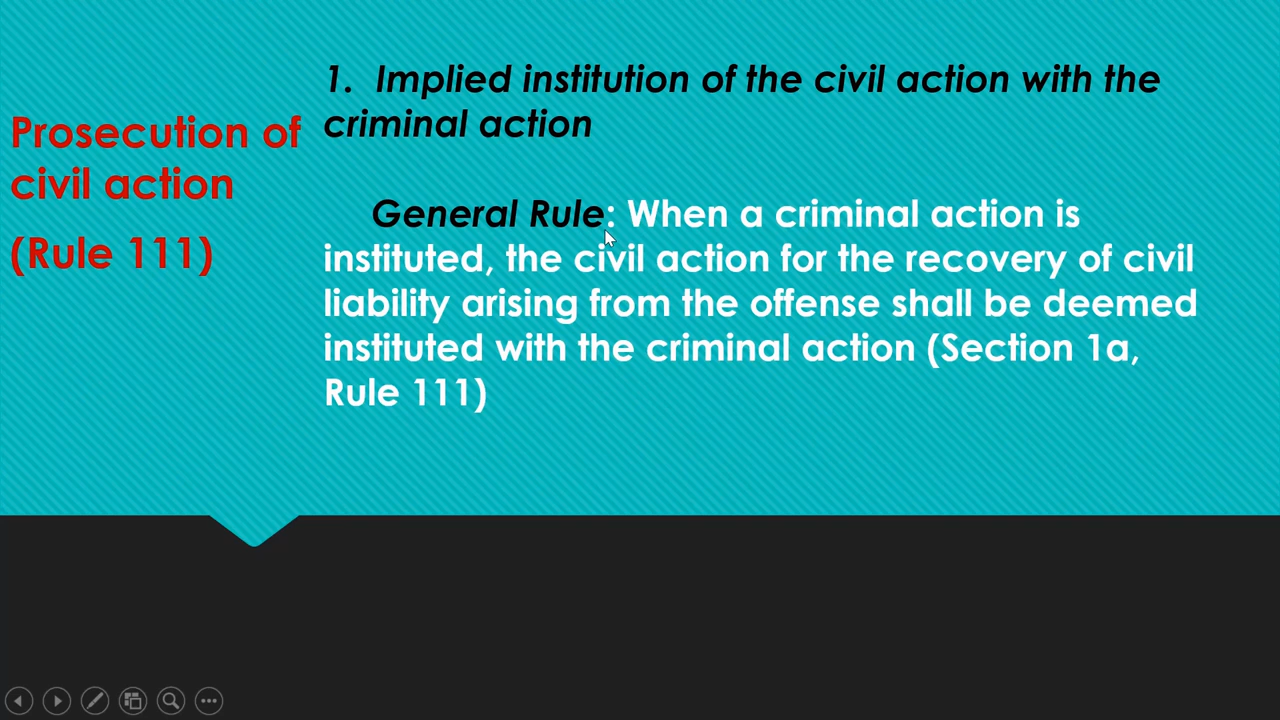 Prosecution of
civil action
(Rule 111)
1. Implied institution of the civil action with the
criminal action
General Rule: When a criminal action is
instituted, the civil action for the recovery of civil
liability arising from the offense shall be deemed
instituted with the criminal action (Section 1a,
Rule 111)